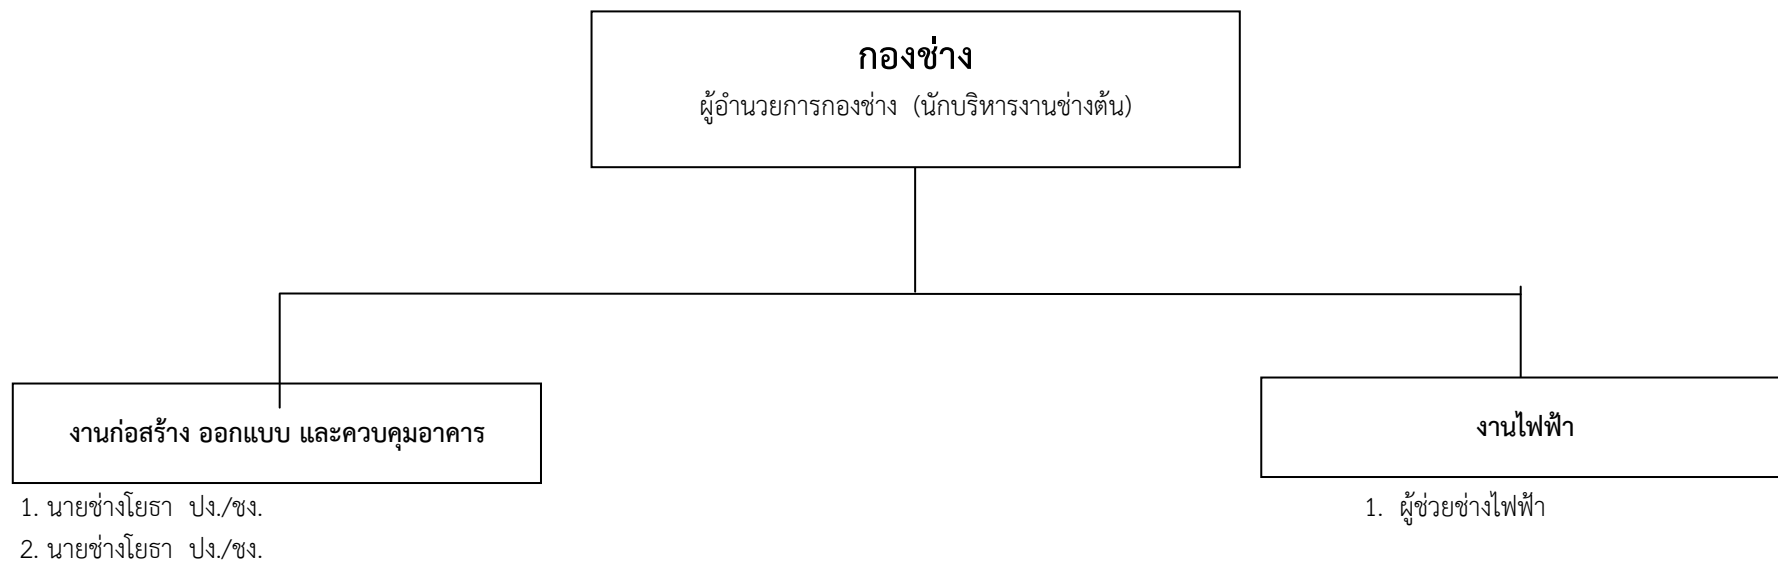 กองช่าง
ผู้อำนวยการกองช่าง (นักบริหารงานช่างต้น)
งานก่อสร้าง ออกแบบ และควบคุมอาคาร
งานไฟฟ้า
1. นายช่างโยธา ปง./ชง.
2. นายช่างโยธา ปง./ชง.
1. ผู้ช่วยช่างไฟฟ้า